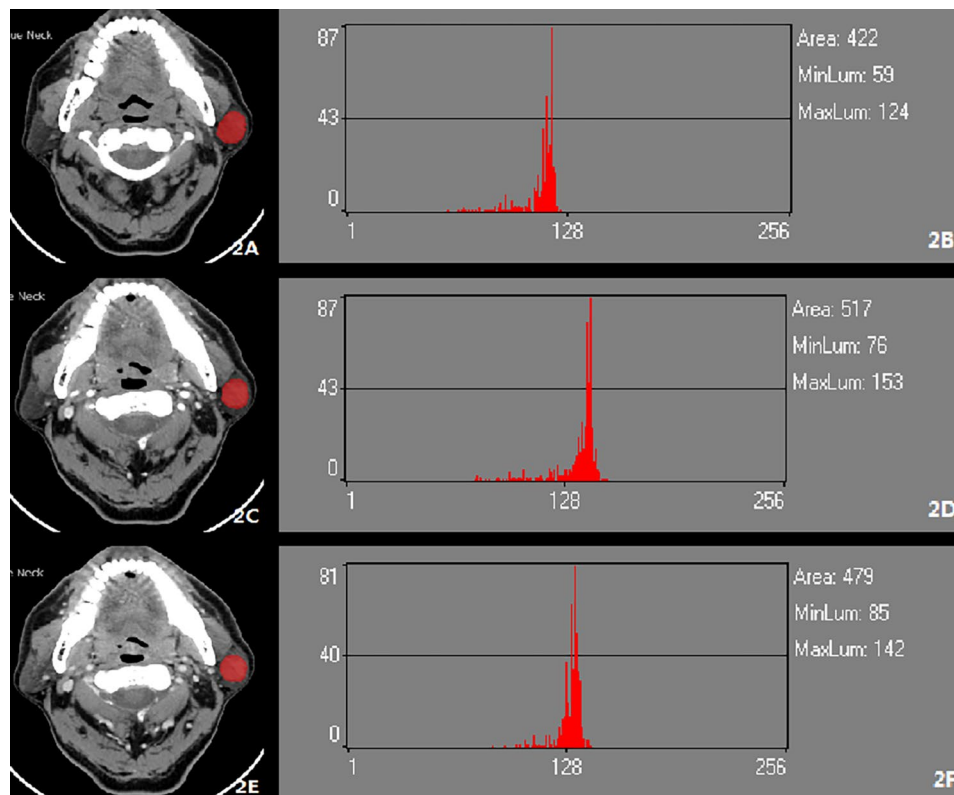 ue Neck
2A
87
43
0
1
128
256
Area: 422
MinLum: 59
MaxLum: 124
2B
e Neck
2C
87
43
0
1
128
256
Area: 517
MinLum: 76
MaxLum: 153
2D
e Neck
2E
81
40
0
1
128
256
Area: 479
MinLum: 85
MaxLum: 142
2F